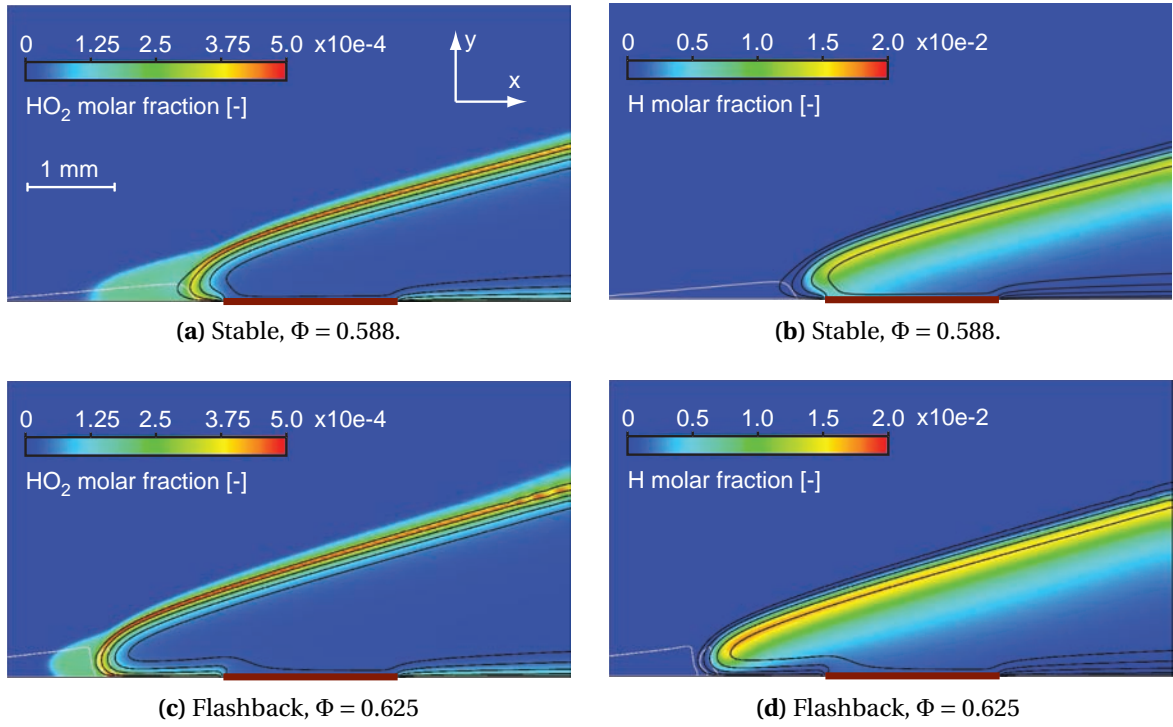 0 1.25 2.5 3.75 5.0 x10e-4
HO₂ molar fraction [-]
y
x
1 mm
(a) Stable, Φ = 0.588.
0 0.5 1.0 1.5 2.0 x10e-2
H molar fraction [-]
(b) Stable, Φ = 0.588.
0 1.25 2.5 3.75 5.0 x10e-4
HO₂ molar fraction [-]
(c) Flashback, Φ = 0.625
0 0.5 1.0 1.5 2.0 x10e-2
H molar fraction [-]
(d) Flashback, Φ = 0.625